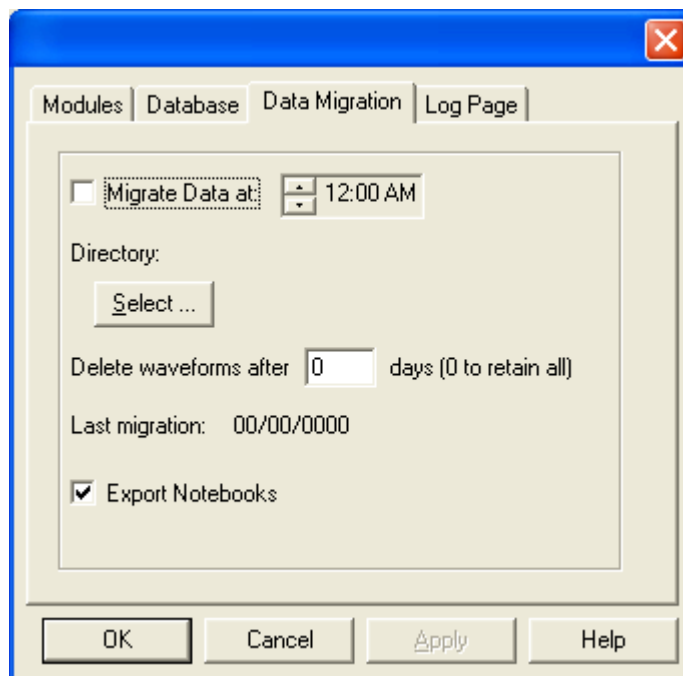 Modules Database Data Migration Log Page
Migrate Data at: 12:00 AM
Directory:
Select ...
Delete waveforms after 0 days (0 to retain all)
Last migration: 00/00/0000
Export Notebooks
OK Cancel Apply Help